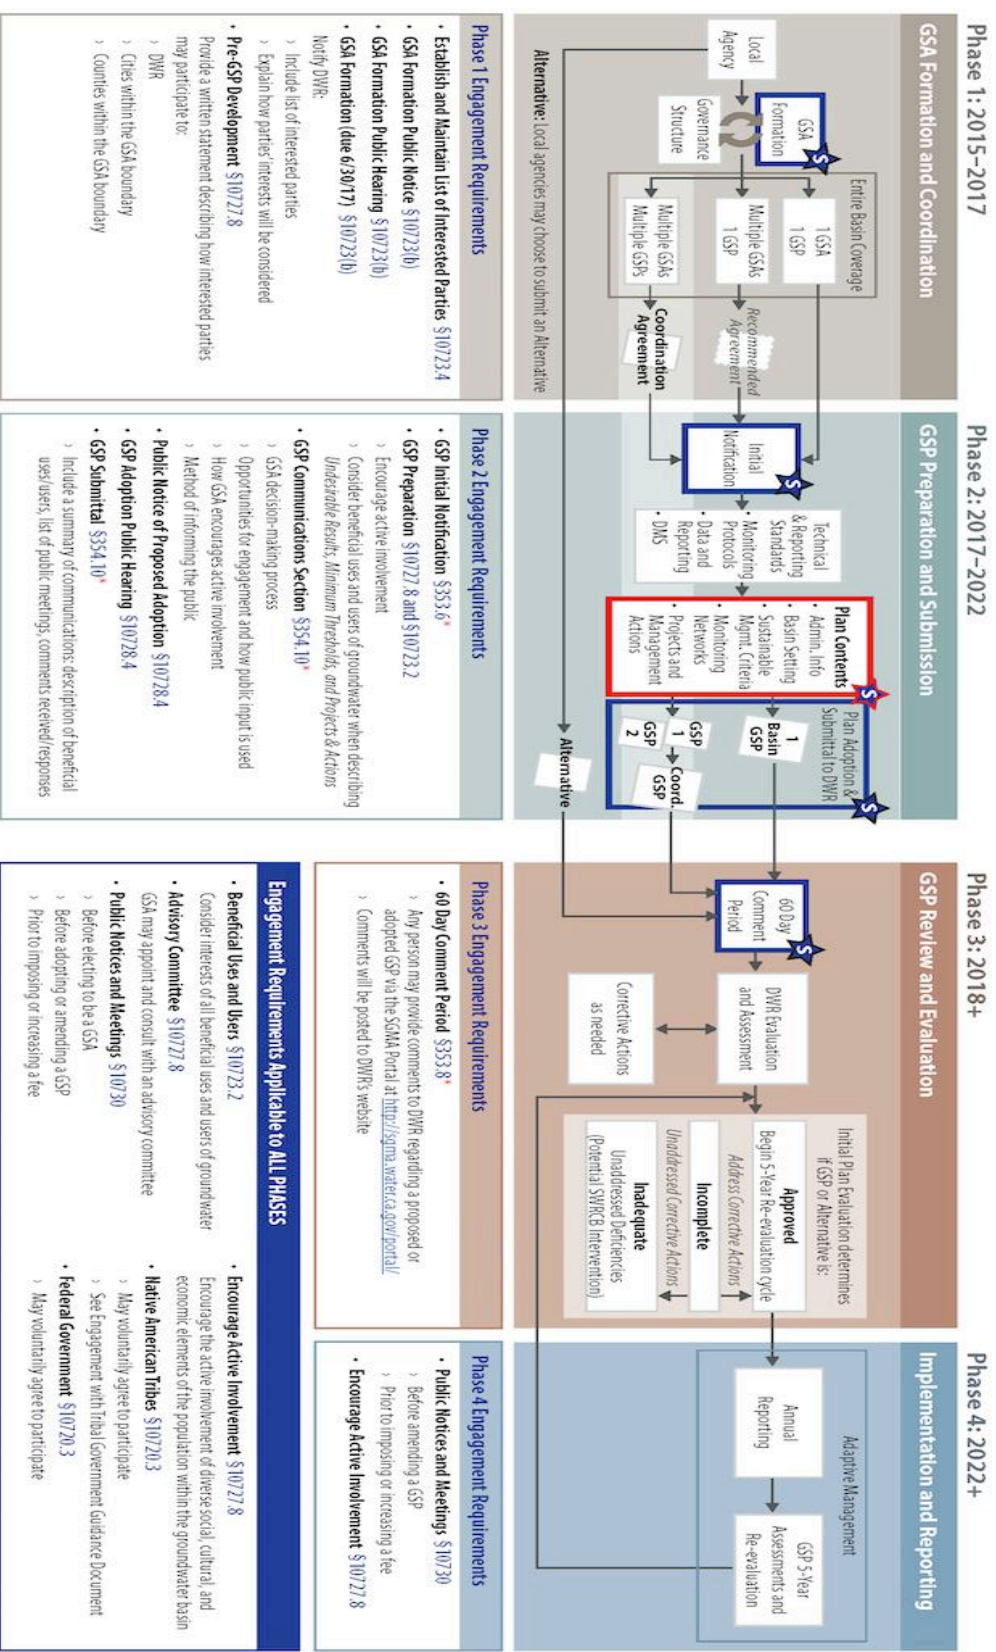 Phase 1: 2015–2017
GSA Formation and Coordination
Local
Agency
GSA
Formation
S
Governance
Structure
Entire Basin Coverage
1 GSA
1 GSP
Multiple GSAs
1 GSP
Multiple GSAs
Multiple GSPs
Recommended
Agreement
Coordination
Agreement
Alternative: Local agencies may choose to submit an Alternative
Phase 2: 2017–2022
GSP Preparation and Submission
Initial
Notification
S
Technical
& Reporting
Standards
• Monitoring
Protocols
• Data and
Reporting
• DMS
Plan Contents
• Admin. Info
• Basin Setting
• Sustainable
Mgmt. Criteria
• Monitoring
Networks
• Projects and
Management
Actions
S
Plan Adoption &
Submittal to DWR
S
1
Basin
GSP
GSP
1
GSP
2
Coord.
GSP
Alternative
Phase 3: 2018+
GSP Review and Evaluation
60 Day
Comment
Period
S
DWR Evaluation
and Assessment
Corrective Actions
as needed
Initial Plan Evaluation determines
if GSP or Alternative is:
Approved
Begin 5-Year Re-evaluation cycle
Address Corrective Actions
Incomplete
Unaddressed Corrective Actions
Inadequate
Unaddressed Deficiencies
(Potential SWRCB Intervention)
Phase 4: 2022+
Implementation and Reporting
Adaptive Management
Annual
Reporting
GSP 5-Year
Assessments and
Re-evaluation
Phase 1 Engagement Requirements
• Establish and Maintain List of Interested Parties §10723.4
• GSA Formation Public Notice §10723(b)
• GSA Formation Public Hearing §10723(b)
• GSA Formation (due 6/30/17) §10723(b)
Notify DWR:
› Include list of interested parties
› Explain how parties' interests will be considered
• Pre-GSP Development §10727.8
Provide a written statement describing how interested parties
may participate to:
› DWR
› Cities within the GSA boundary
› Counties within the GSA boundary
Phase 2 Engagement Requirements
• GSP Initial Notification §353.6*
• GSP Preparation §10727.8 and §10723.2
› Encourage active involvement
› Consider beneficial uses and users of groundwater when describing
Undesirable Results, Minimum Thresholds, and Projects & Actions
• GSP Communications Section §354.10*
› GSA decision-making process
› Opportunities for engagement and how public input is used
› How GSA encourages active involvement
› Method of informing the public
• Public Notice of Proposed Adoption §10728.4
• GSP Adoption Public Hearing §10728.4
• GSP Submittal §354.10*
› Include a summary of communications: description of beneficial
uses/users, list of public meetings, comments received/responses
Phase 3 Engagement Requirements
• 60 Day Comment Period §353.8*
› Any person may provide comments to DWR regarding a proposed or
adopted GSP via the SGMA Portal at http://sgma.water.ca.gov/portal/
› Comments will be posted to DWR's website
Phase 4 Engagement Requirements
• Public Notices and Meetings §10730
› Before amending a GSP
› Prior to imposing or increasing a fee
• Encourage Active Involvement §10727.8
Engagement Requirements Applicable to ALL PHASES
• Beneficial Uses and Users §10723.2
Consider interests of all beneficial uses and users of groundwater
• Advisory Committee §10727.8
GSA may appoint and consult with an advisory committee
• Public Notices and Meetings §10730
› Before electing to be a GSA
› Before adopting or amending a GSP
› Prior to imposing or increasing a fee
• Encourage Active Involvement §10727.8
Encourage the active involvement of diverse social, cultural, and
economic elements of the population within the groundwater basin
• Native American Tribes §10720.3
› May voluntarily agree to participate
› See Engagement with Tribal Government Guidance Document
• Federal Government §10720.3
› May voluntarily agree to participate